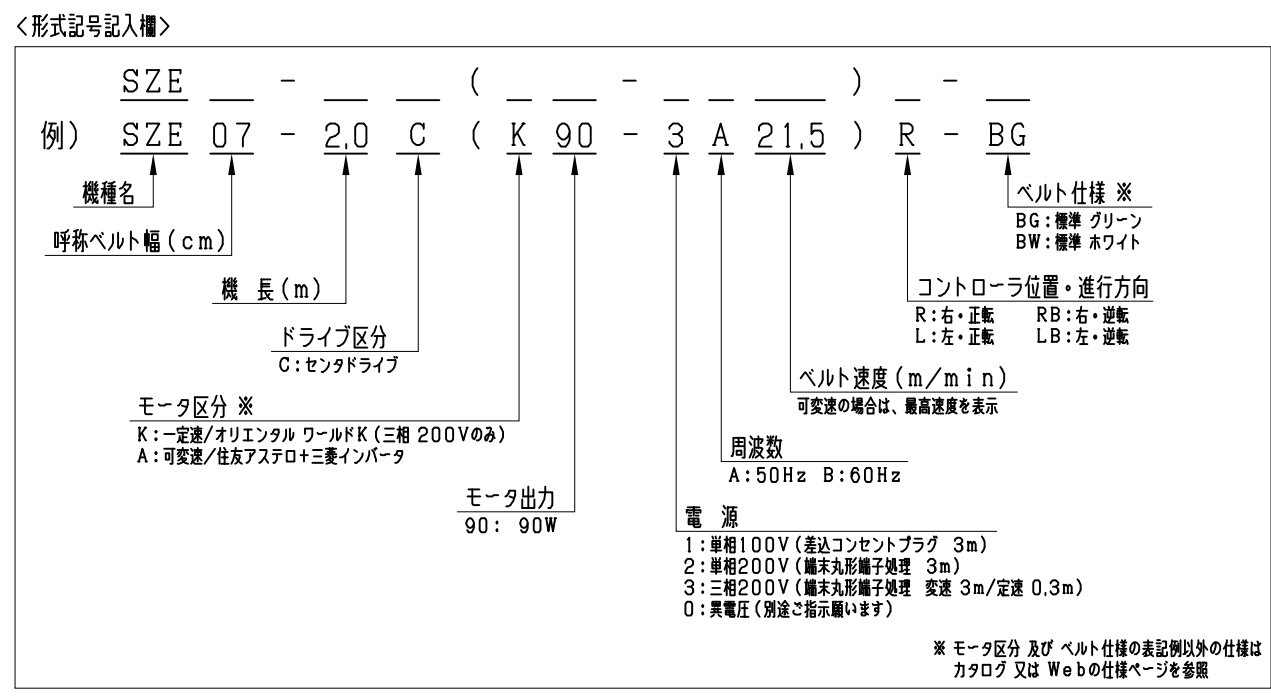 <形式記号記入欄>
SZE - ( - ) -
例) SZE 07 - 2.0 C ( K 90 - 3 A 21.5 ) R - BG
機種名
ベルト仕様 ※
BG:標準 グリーン
BW:標準 ホワイト
呼称ベルト幅(cm)
機 長(m)
コントローラ位置・進行方向
R:右・正転 RB:右・逆転
L:左・正転 LB:左・逆転
ドライブ区分
C:センタドライブ
ベルト速度(m/min)
可変速の場合は、最高速度を表示
モータ区分 ※
K:一定速/オリエンタル ワールドK(三相 200Vのみ)
A:可変速/住友アステロ+三菱インバータ
周波数
A:50Hz B:60Hz
モータ出力
90: 90W
電 源
1:単相100V(差込コンセントプラグ 3m)
2:単相200V(端末丸形端子処理 3m)
3:三相200V(端末丸形端子処理 変速 3m/定速 0.3m)
0:異電圧(別途ご指示願います)
※ モータ区分 及び ベルト仕様の表記例以外の仕様は
カタログ 又は Webの仕様ページを参照